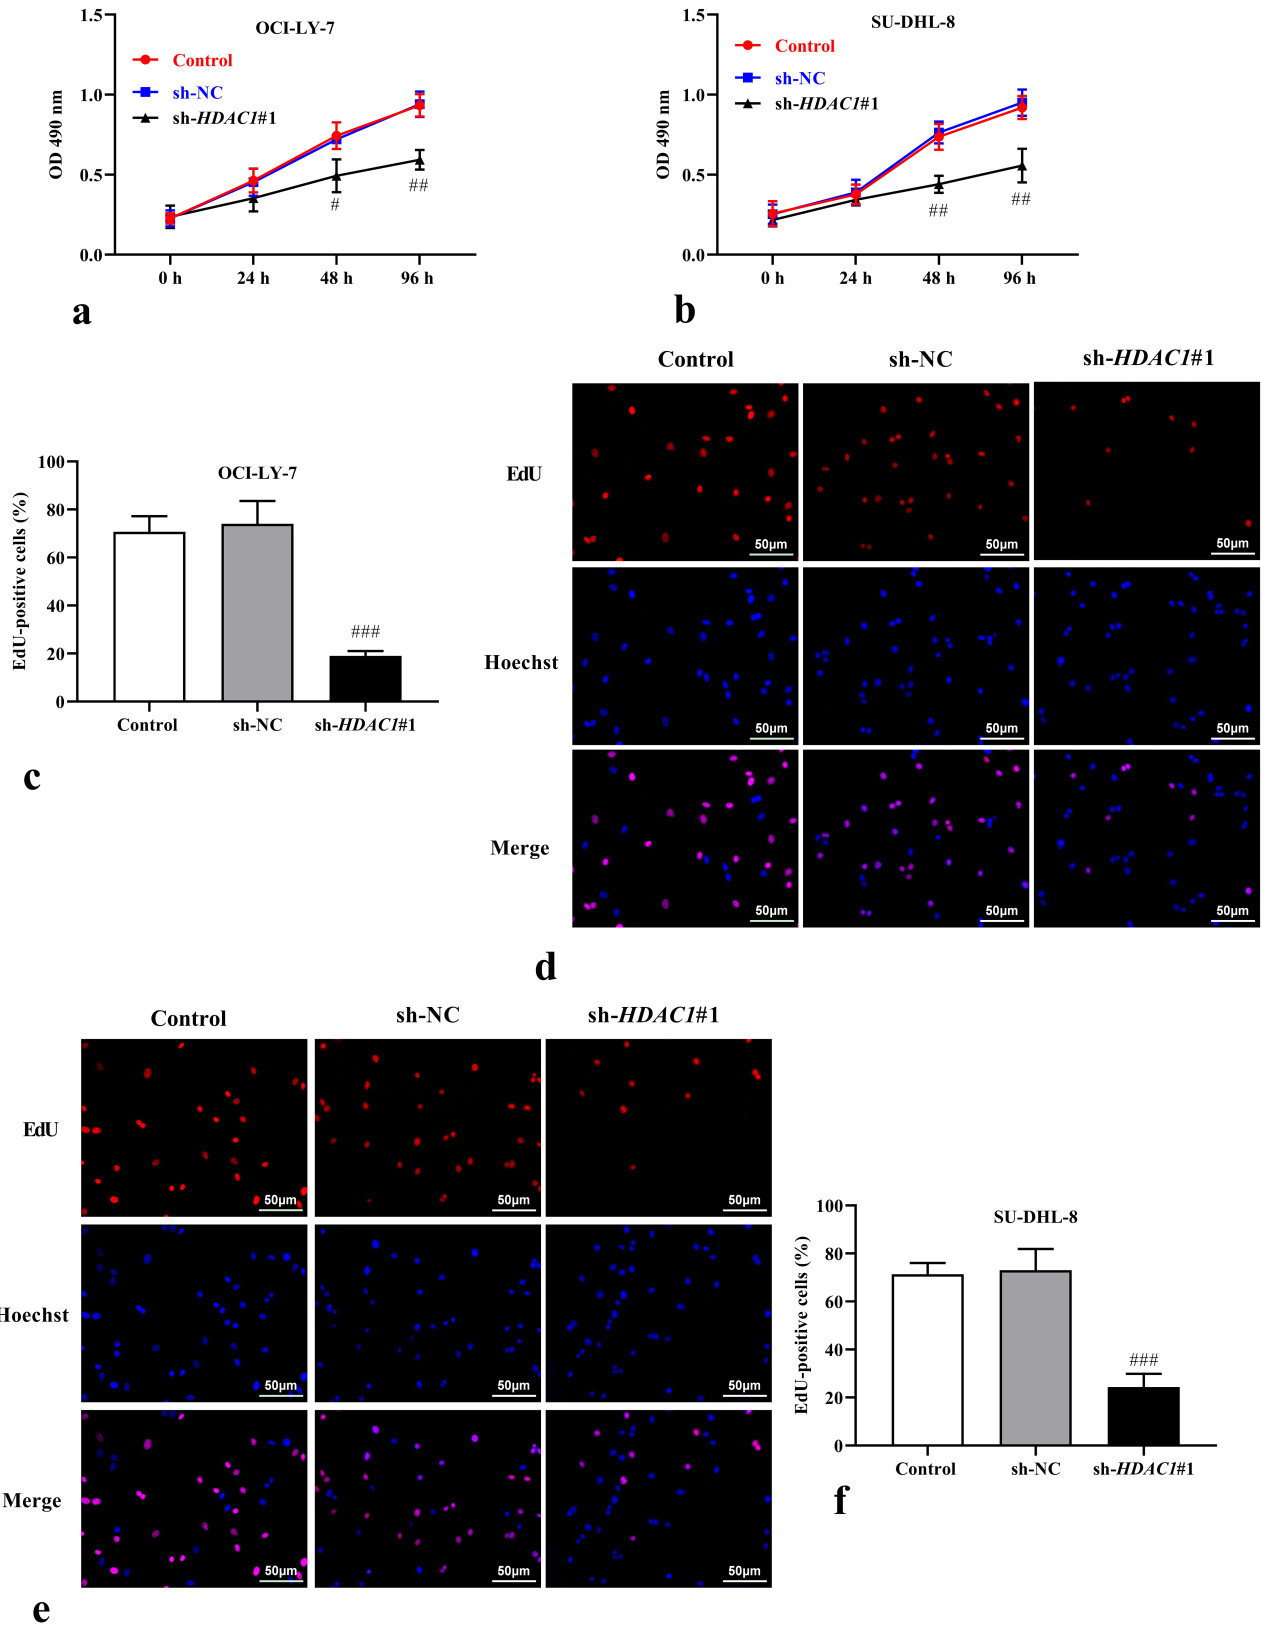 OCI-LY-7
Control
sh-NC
sh-HDAC1#1
OD 490 nm
1.5
1.0
0.5
0.0
#
##
0 h 24 h 48 h 96 h
a
SU-DHL-8
Control
sh-NC
sh-HDAC1#1
OD 490 nm
1.5
1.0
0.5
0.0
##
##
0 h 24 h 48 h 96 h
b
OCI-LY-7
EdU-positive cells (%)
100
80
60
40
20
0
###
Control sh-NC sh-HDAC1#1
c
Control sh-NC sh-HDAC1#1
EdU
50μm 50μm 50μm
Hoechst
50μm 50μm 50μm
Merge
50μm 50μm 50μm
d
Control sh-NC sh-HDAC1#1
EdU
50μm 50μm 50μm
Hoechst
50μm 50μm 50μm
Merge
50μm 50μm 50μm
e
SU-DHL-8
EdU-positive cells (%)
100
80
60
40
20
0
###
Control sh-NC sh-HDAC1#1
f